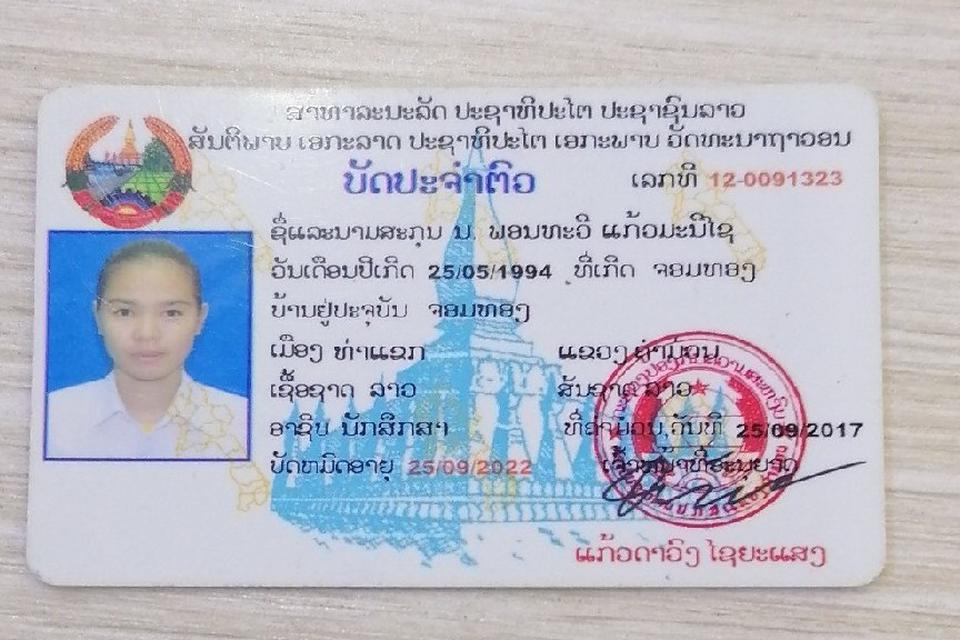 ສາທາລະນະລັດ ປະຊາທິປະໄຕ ປະຊາຊົນລາວ
ສັນຕິພາບ ເອກະລາດ ປະຊາທິປະໄຕ ເອກະພາບ ວັດທະນາຖາວອນ
ບັດປະຈຳຕົວ ເລກທີ 12-0091323
ຊື່ແລະນາມສະກຸນ ນ. ພອນທະວີ ແກ້ວມະນີໄຊ
ວັນເດືອນປີເກີດ 25/05/1994 ທີ່ເກີດ ຈອມທອງ
ບ້ານຢູ່ປະຈຸບັນ ຈອມທອງ
ເມືອງ ທ່າແຂກ ແຂວງ ຄຳມ່ວນ
ເຊື້ອຊາດ ລາວ ສັນຊາດ ລາວ
ອາຊີບ ນັກສຶກສາ ທີ່ຄຳມ່ວນ ວັນທີ 25/09/2017
ບັດຫມົດອາຍຸ 25/09/2022 ເຈົ້າຫນ້າທີ່ອະນຸຍາດ
ແກ້ວດາວົງ ໄຊຍະແສງ